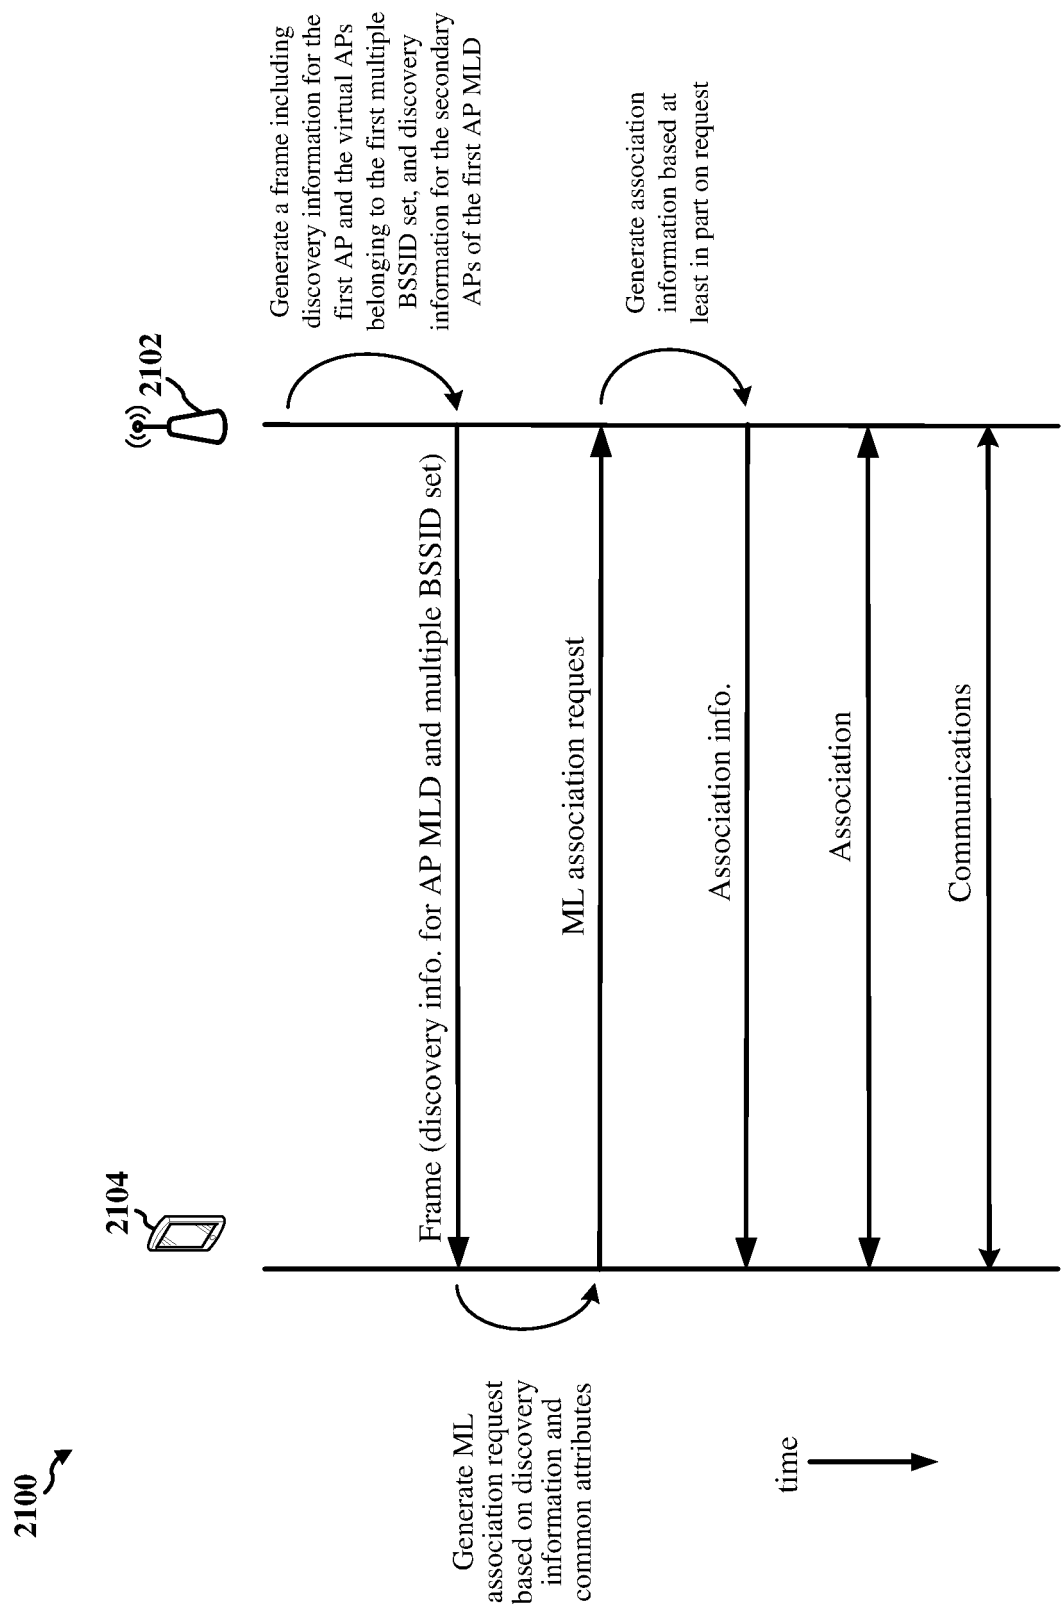 2100
2104
2102
Generate a frame including
discovery information for the
first AP and the virtual APs
belonging to the first multiple
BSSID set, and discovery
information for the secondary
APs of the first AP MLD
Frame (discovery info. for AP MLD and multiple BSSID set)
Generate ML
association request
based on discovery
information and
common attributes
ML association request
Generate association
information based at
least in part on request
Association info.
Association
Communications
time